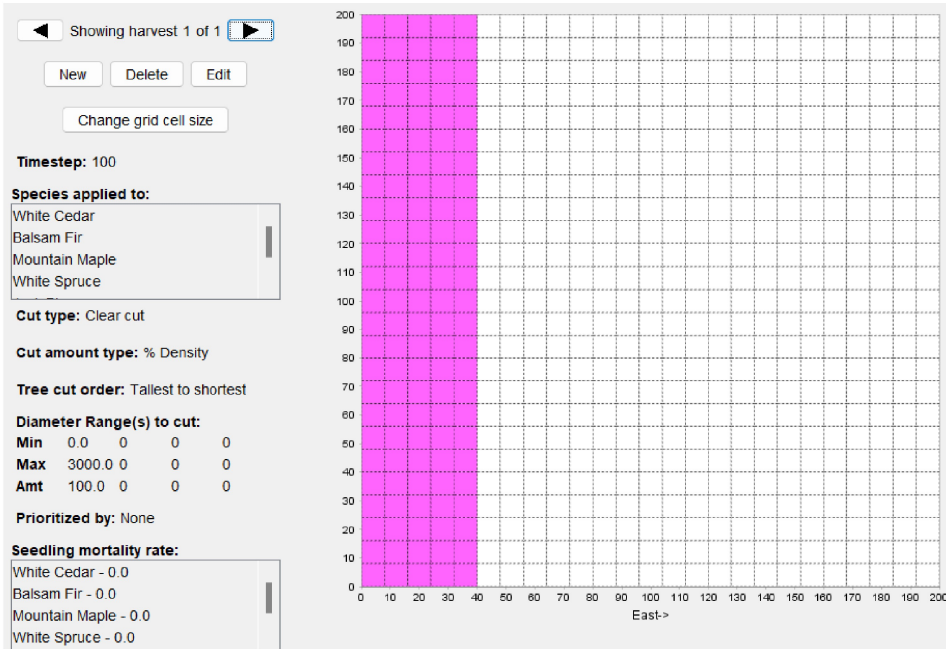 Showing harvest 1 of 1
New Delete Edit
Change grid cell size
Timestep: 100
Species applied to:
White Cedar
Balsam Fir
Mountain Maple
White Spruce
Cut type: Clear cut
Cut amount type: % Density
Tree cut order: Tallest to shortest
Diameter Range(s) to cut:
Min 0.0 0 0 0
Max 3000.0 0 0 0
Amt 100.0 0 0 0
Prioritized by: None
Seedling mortality rate:
White Cedar - 0.0
Balsam Fir - 0.0
Mountain Maple - 0.0
White Spruce - 0.0
200
190
180
170
160
150
140
130
120
110
100
90
80
70
60
50
40
30
20
10
0
0 10 20 30 40 50 60 70 80 90 100 110 120 130 140 150 160 170 180 190 200
East->